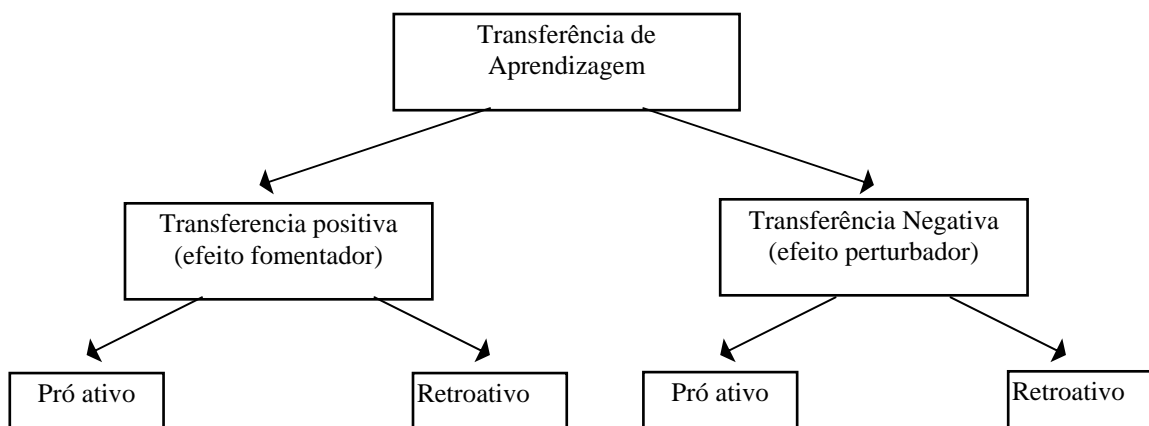 Transferência de
Aprendizagem
Transferencia positiva
(efeito fomentador)
Transferência Negativa
(efeito perturbador)
Pró ativo
Retroativo
Pró ativo
Retroativo